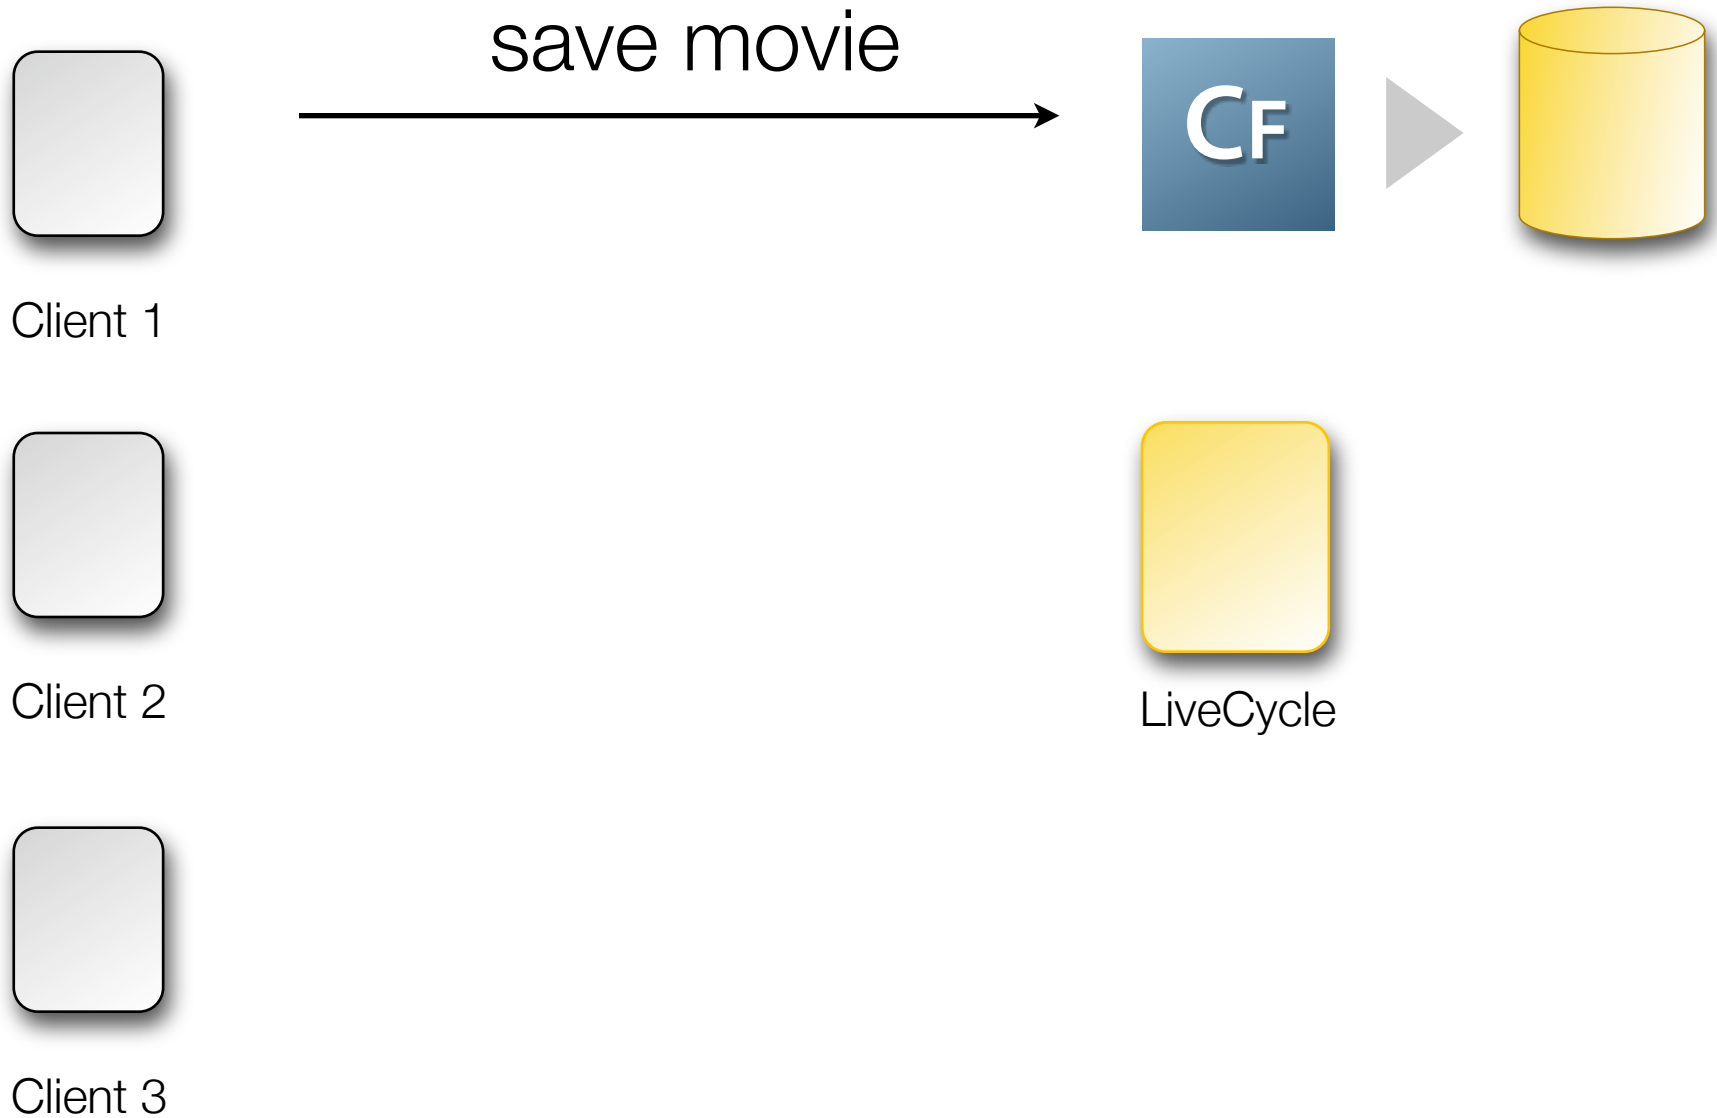 save movie
CF
Client 1
Client 2
LiveCycle
Client 3